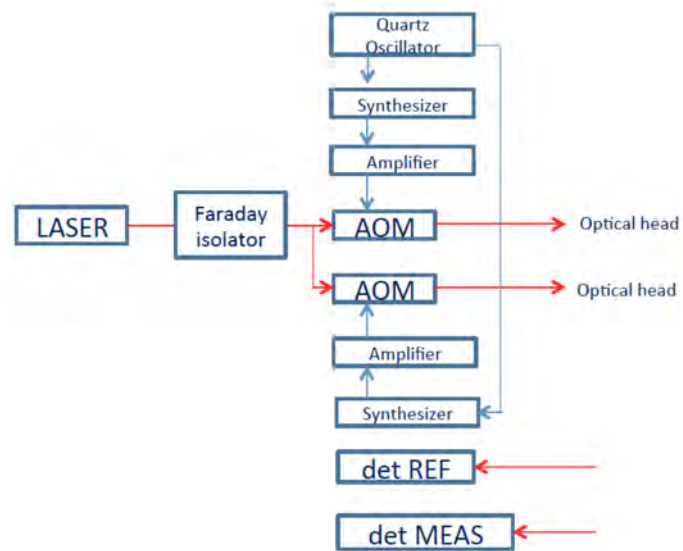 Quartz
Oscillator
Synthesizer
Amplifier
LASER
Faraday
isolator
AOM
Optical head
AOM
Optical head
Amplifier
Synthesizer
det REF
det MEAS